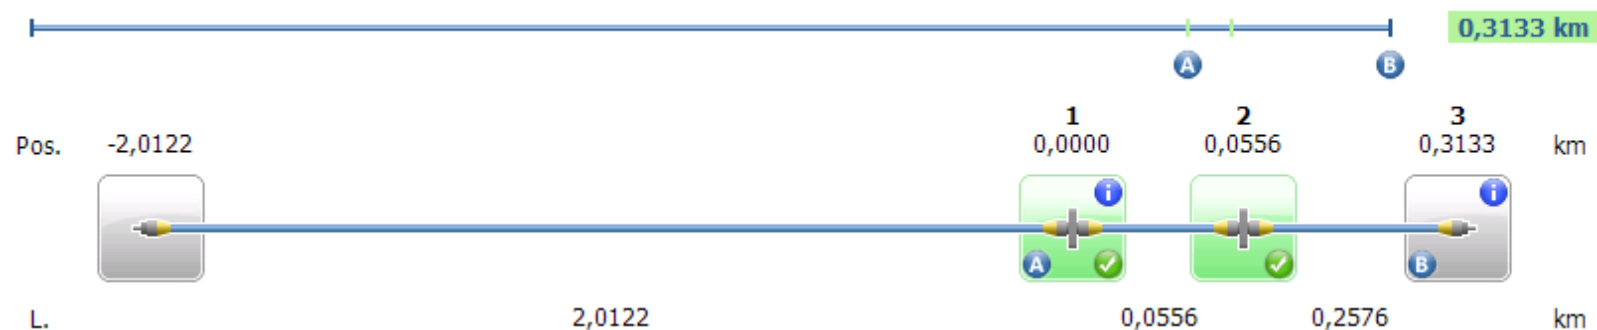 0,3133 km
A B
1 2 3
Pos. -2,0122 0,0000 0,0556 0,3133 km
i i
A B
L. 2,0122 0,0556 0,2576 km